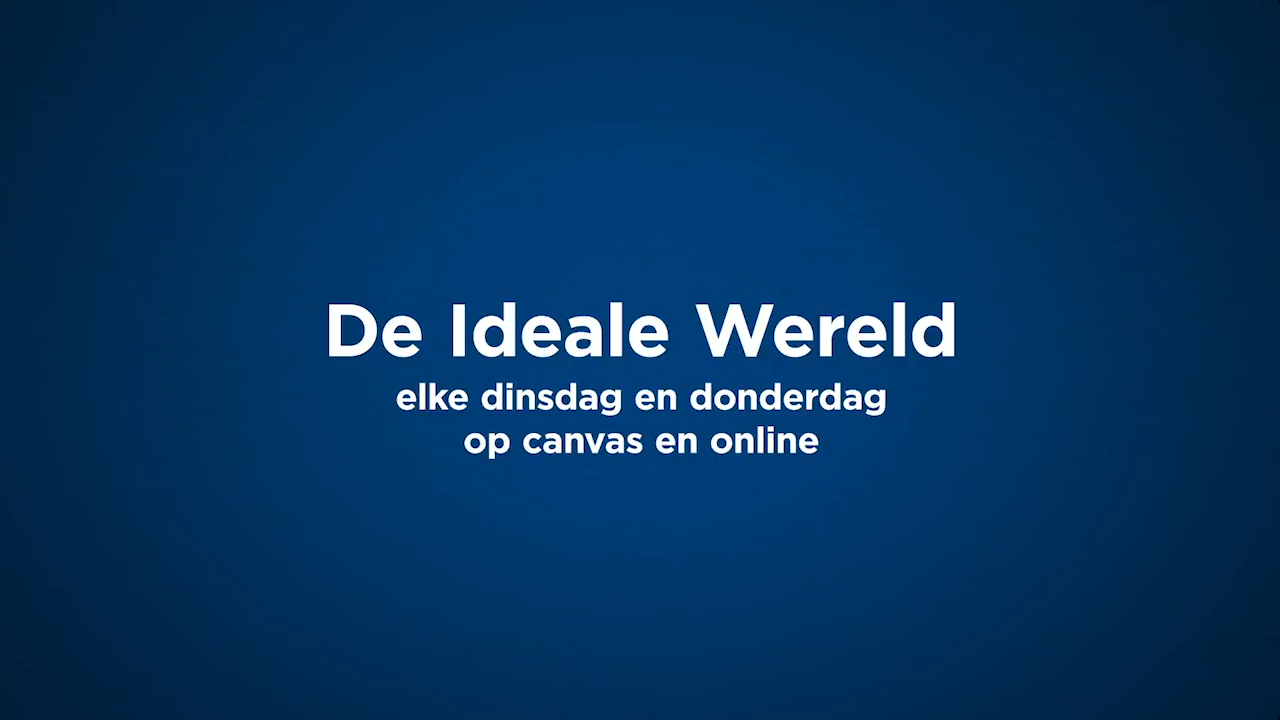 De Ideale Wereld
elke dinsdag en donderdag
op canvas en online